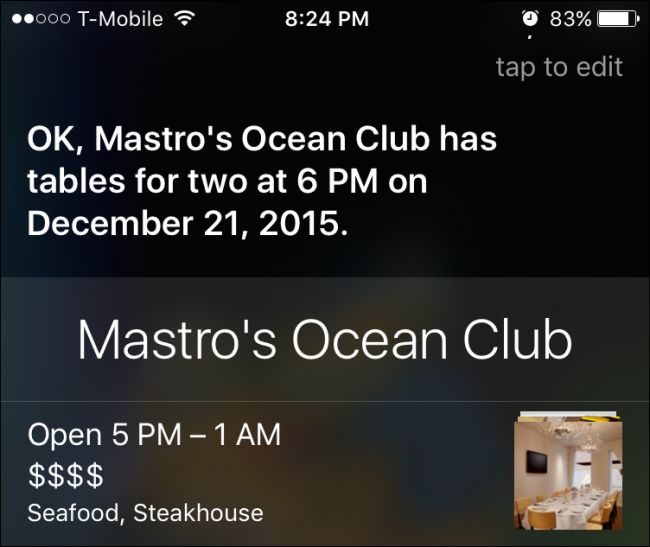 T-Mobile 8:24 PM 83%
tap to edit
OK, Mastro's Ocean Club has
tables for two at 6 PM on
December 21, 2015.
Mastro's Ocean Club
Open 5 PM – 1 AM
$$$$
Seafood, Steakhouse